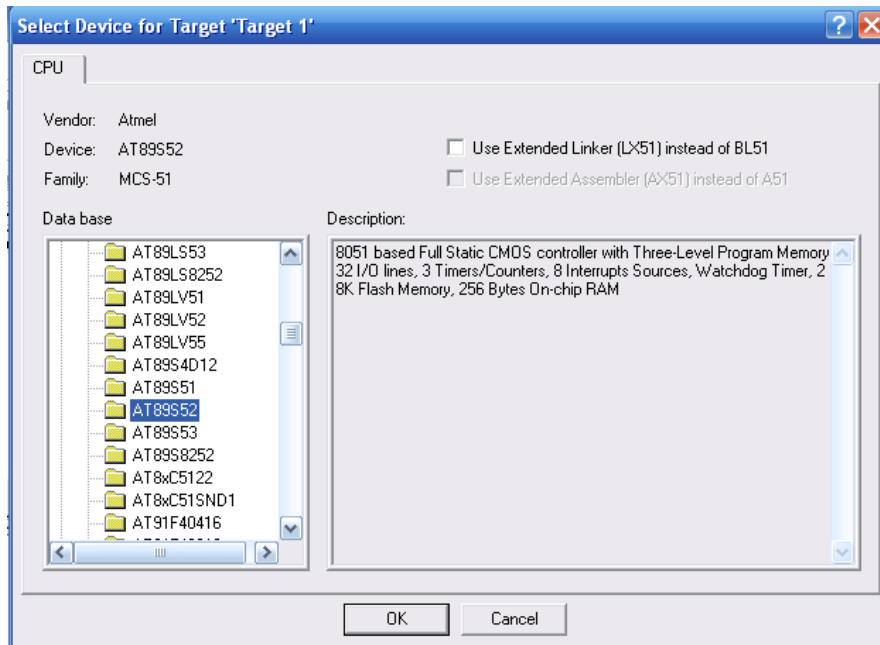 Select Device for Target 'Target 1'
CPU
Vendor: Atmel
Device: AT89S52
Family: MCS-51
Use Extended Linker (LX51) instead of BL51
Use Extended Assembler (AX51) instead of A51
Data base
AT89LS53
AT89LS8252
AT89LV51
AT89LV52
AT89LV55
AT89S4D12
AT89S51
AT89S52
AT89S53
AT89S8252
AT8xC5122
AT8xC51SND1
AT91F40416
Description:
8051 based Full Static CMOS controller with Three-Level Program Memory
32 I/O lines, 3 Timers/Counters, 8 Interrupts Sources, Watchdog Timer, 2
8K Flash Memory, 256 Bytes On-chip RAM
OK
Cancel